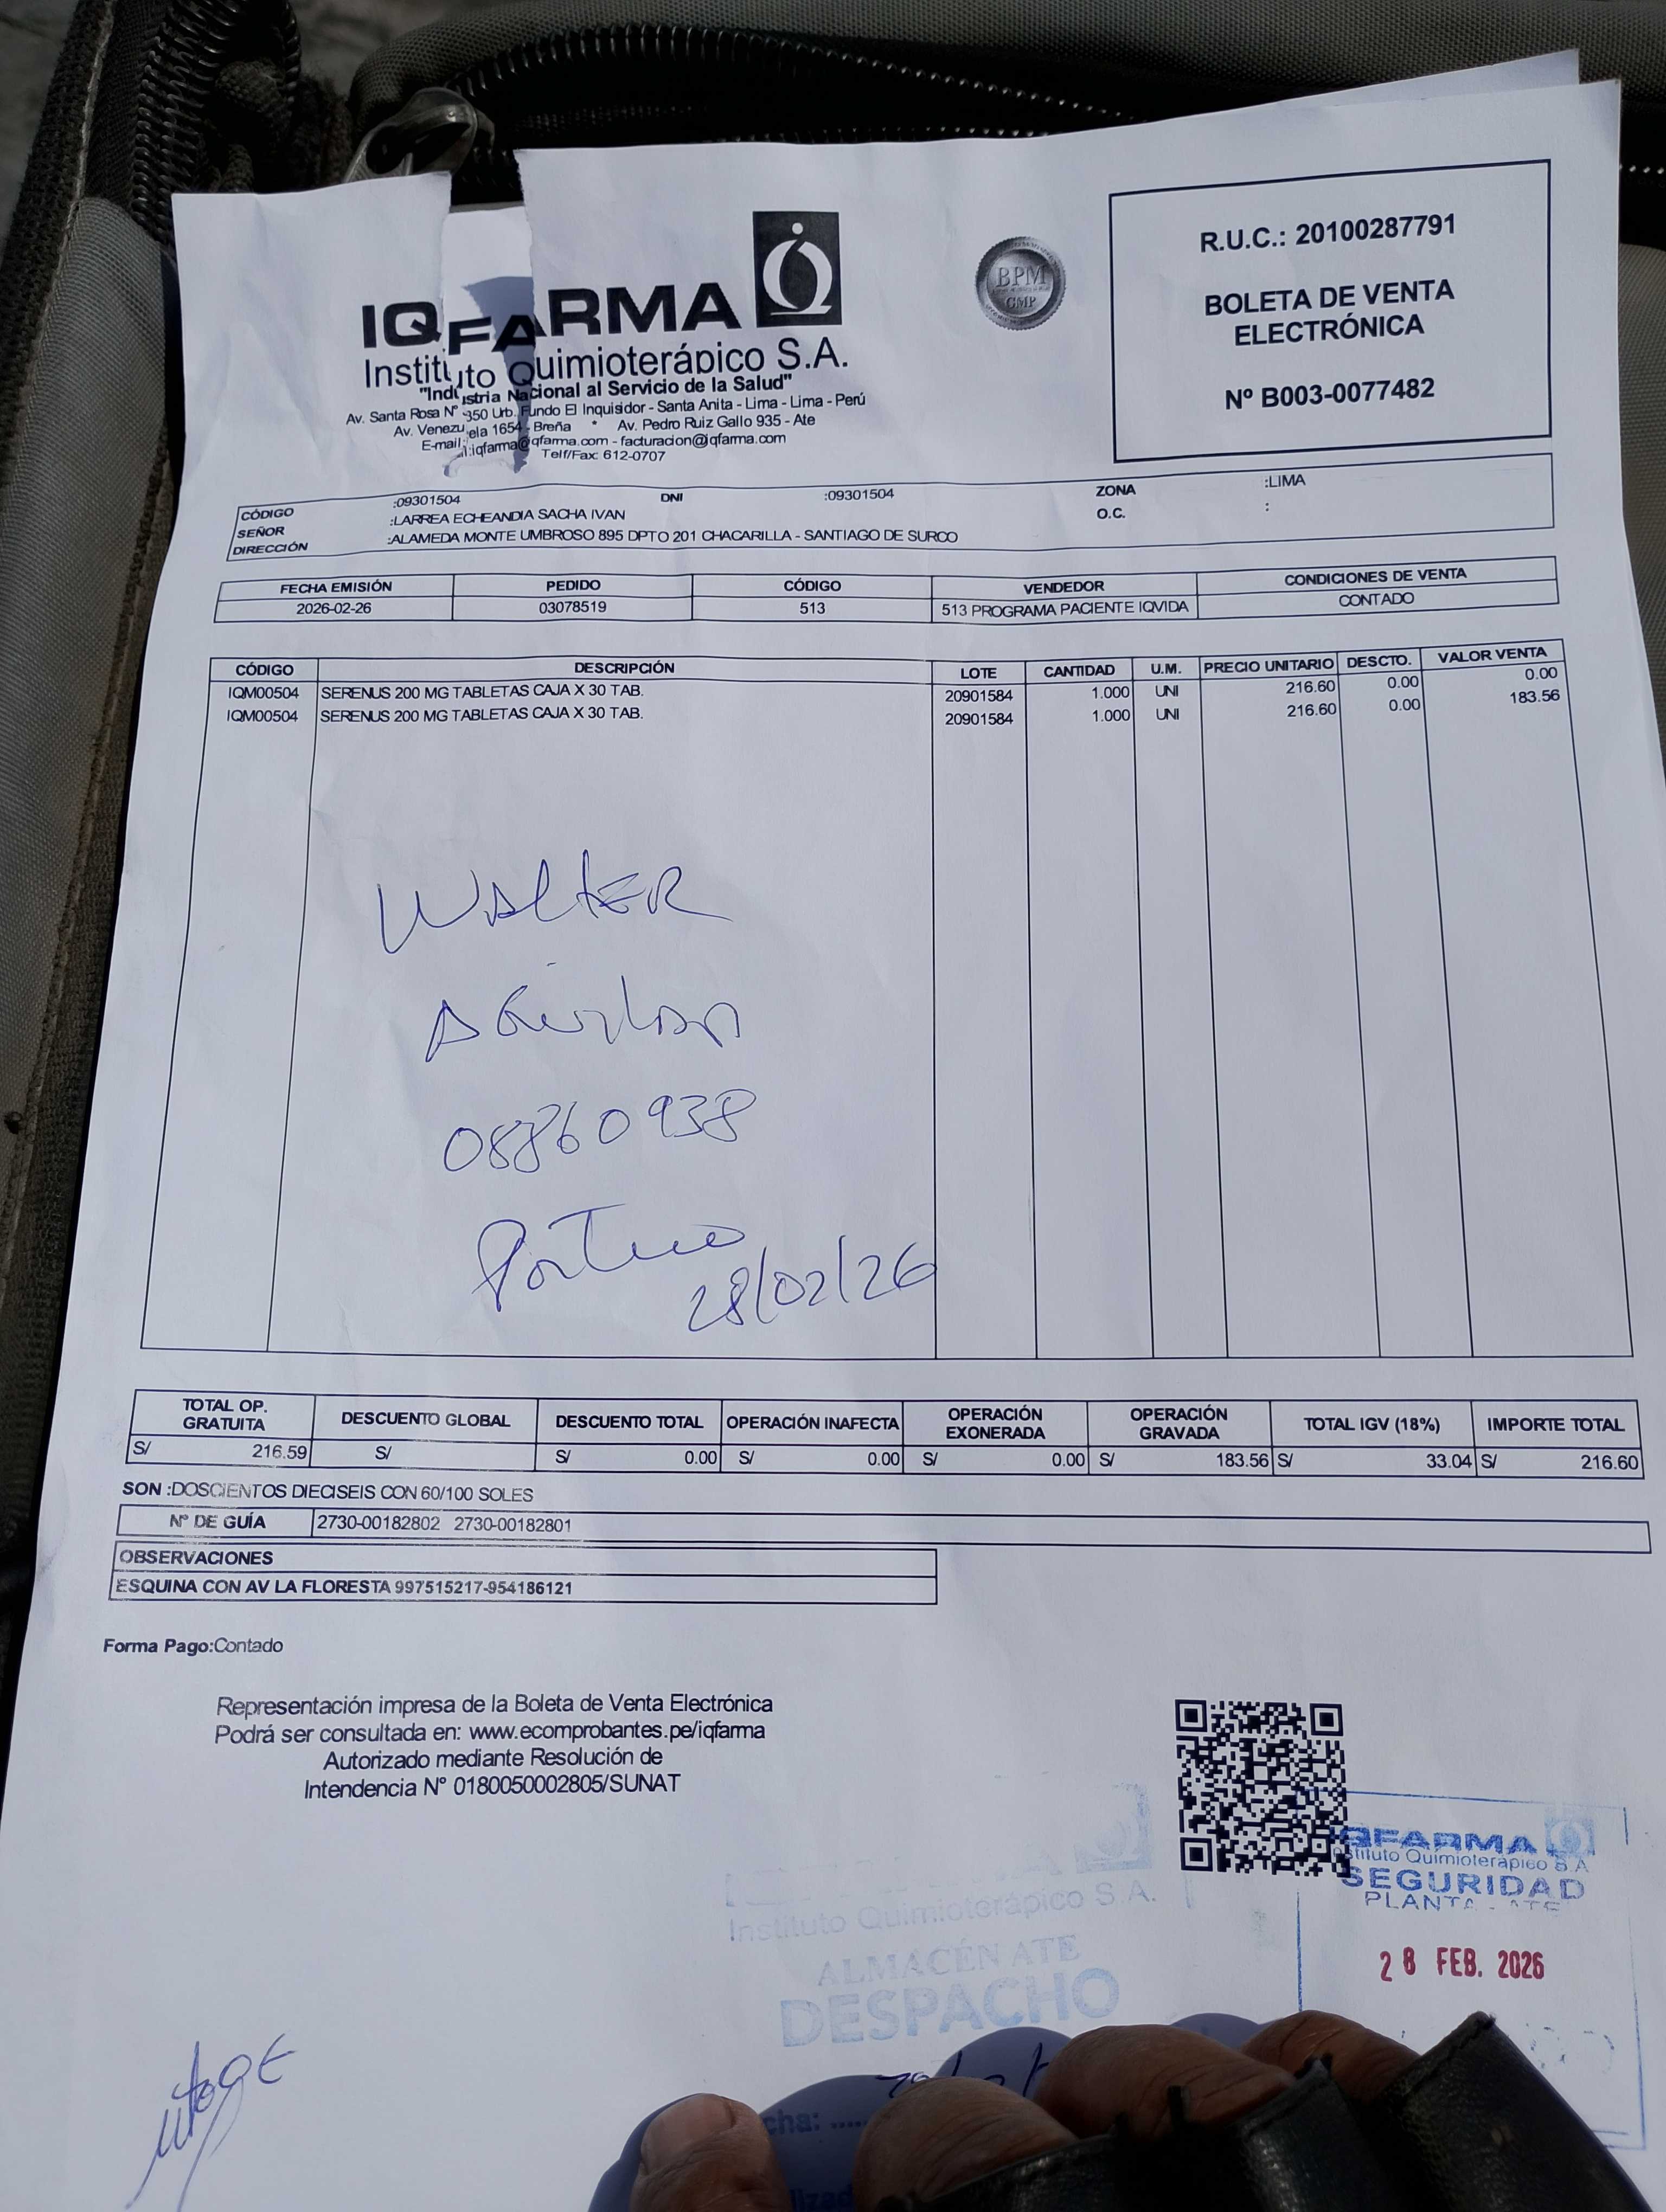 IQFARMA
Instituto Quimioterápico S.A.
"Industria Nacional al Servicio de la Salud"
Av. Santa Rosa N° 350 Urb. Fundo El Inquisidor - Santa Anita - Lima - Lima - Perú
Av. Venezuela 1654 - Breña * Av. Pedro Ruiz Gallo 935 - Ate
E-mail: iqfarma@iqfarma.com - facturacion@iqfarma.com
Telf/Fax: 612-0707
BPM
GMP
R.U.C.: 20100287791
BOLETA DE VENTA
ELECTRÓNICA
Nº B003-0077482
CÓDIGO :09301504 DNI :09301504 ZONA :LIMA
SEÑOR :LARREA ECHEANDIA SACHA IVAN O.C. :
DIRECCIÓN :ALAMEDA MONTE UMBROSO 895 DPTO 201 CHACARILLA - SANTIAGO DE SURCO
FECHA EMISIÓN PEDIDO CÓDIGO VENDEDOR CONDICIONES DE VENTA
2026-02-26 03078519 513 513 PROGRAMA PACIENTE IQVIDA CONTADO
CÓDIGO DESCRIPCIÓN LOTE CANTIDAD U.M. PRECIO UNITARIO DESCTO. VALOR VENTA
IQM00504 SERENUS 200 MG TABLETAS CAJA X 30 TAB. 20901584 1.000 UNI 216.60 0.00 0.00
IQM00504 SERENUS 200 MG TABLETAS CAJA X 30 TAB. 20901584 1.000 UNI 216.60 0.00 183.56
WALTER
08860938
28/02/26
TOTAL OP. GRATUITA DESCUENTO GLOBAL DESCUENTO TOTAL OPERACIÓN INAFECTA OPERACIÓN EXONERADA OPERACIÓN GRAVADA TOTAL IGV (18%) IMPORTE TOTAL
S/ 216.59 S/ S/ 0.00 S/ 0.00 S/ 0.00 S/ 183.56 S/ 33.04 S/ 216.60
SON :DOSCIENTOS DIECISEIS CON 60/100 SOLES
Nº DE GUÍA 2730-00182802 2730-00182801
OBSERVACIONES
ESQUINA CON AV LA FLORESTA 997515217-954186121
Forma Pago:Contado
Representación impresa de la Boleta de Venta Electrónica
Podrá ser consultada en: www.ecomprobantes.pe/iqfarma
Autorizado mediante Resolución de
Intendencia N° 0180050002805/SUNAT
IQFARMA
Instituto Quimioterápico S.A
SEGURIDAD
PLANTA - ATE
28 FEB. 2026
Instituto Quimioterápico S.A.
ALMACÉN ATE
DESPACHO